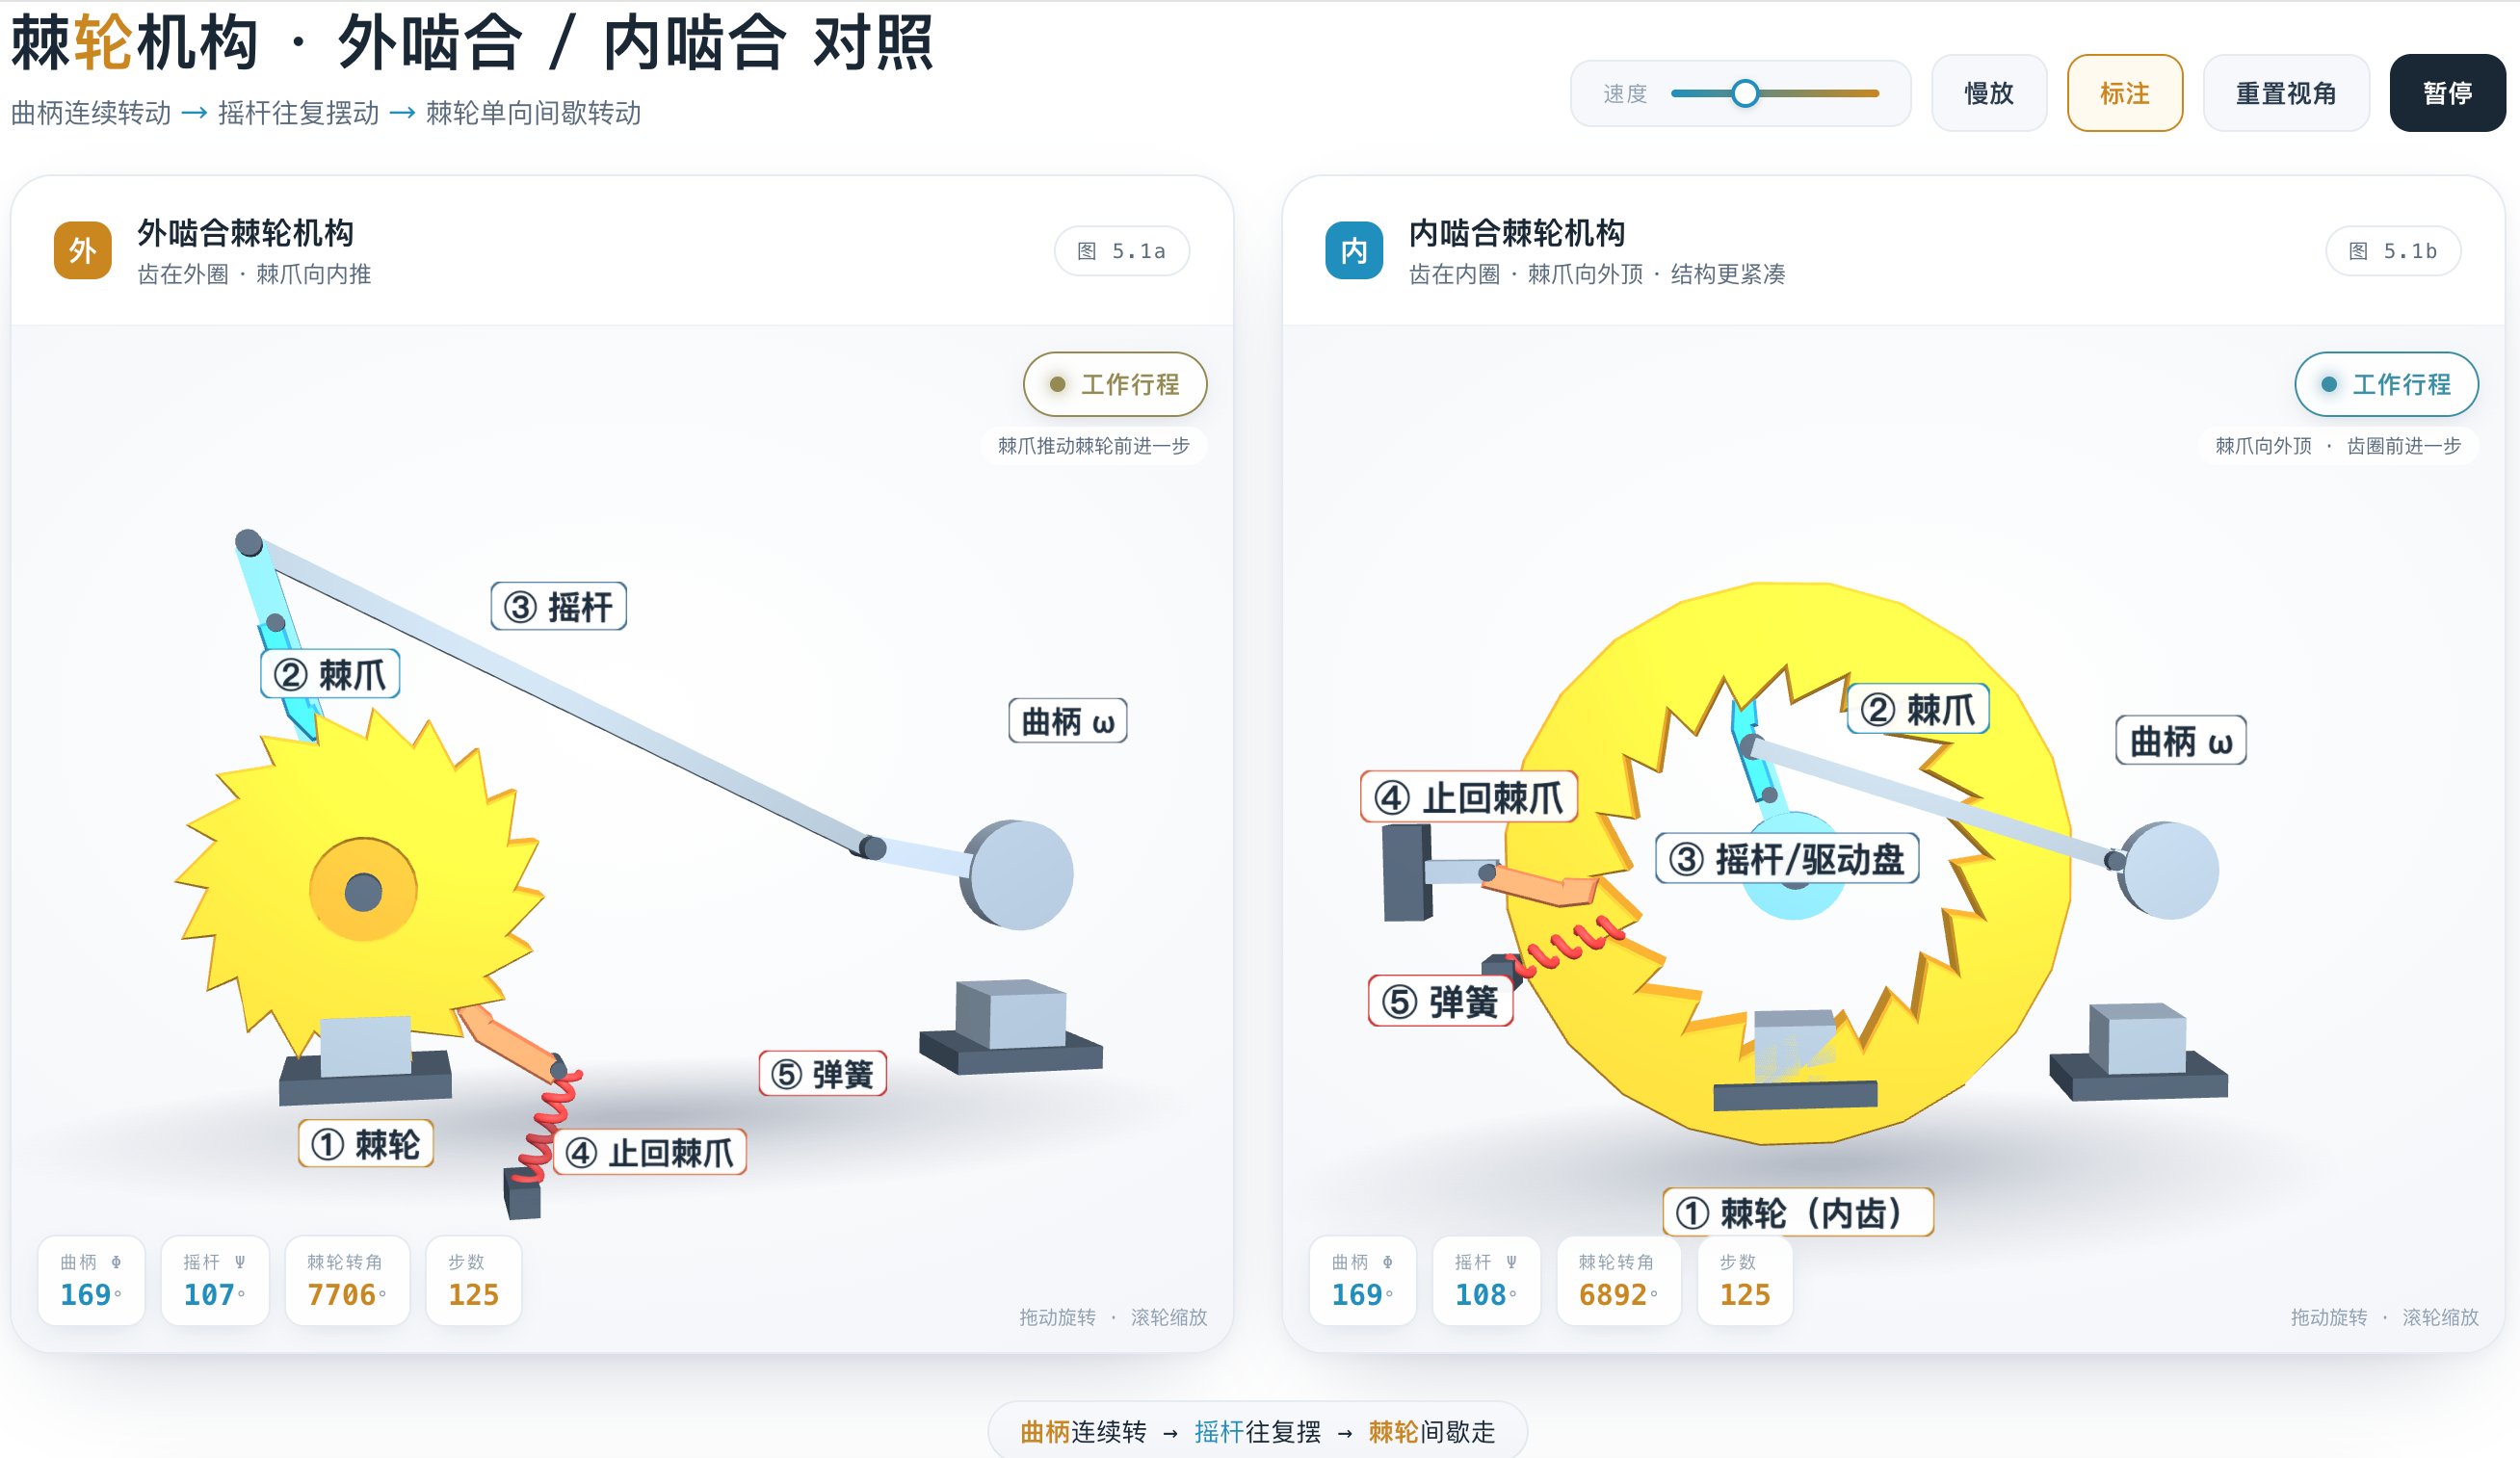 棘轮机构 · 外啮合 / 内啮合 对照
曲柄连续转动 → 摇杆往复摆动 → 棘轮单向间歇转动
速度
慢放
标注
重置视角
暂停
外
外啮合棘轮机构
齿在外圈 · 棘爪向内推
图 5.1a
工作行程
棘爪推动棘轮前进一步
③ 摇杆
② 棘爪
曲柄 ω
⑤ 弹簧
① 棘轮
④ 止回棘爪
曲柄 Φ
169°
摇杆 Ψ
107°
棘轮转角
7706°
步数
125
拖动旋转 · 滚轮缩放
内
内啮合棘轮机构
齿在内圈 · 棘爪向外顶 · 结构更紧凑
图 5.1b
工作行程
棘爪向外顶 · 齿圈前进一步
② 棘爪
曲柄 ω
④ 止回棘爪
③ 摇杆/驱动盘
⑤ 弹簧
① 棘轮（内齿）
曲柄 Φ
169°
摇杆 Ψ
108°
棘轮转角
6892°
步数
125
拖动旋转 · 滚轮缩放
曲柄连续转 → 摇杆往复摆 → 棘轮间歇走